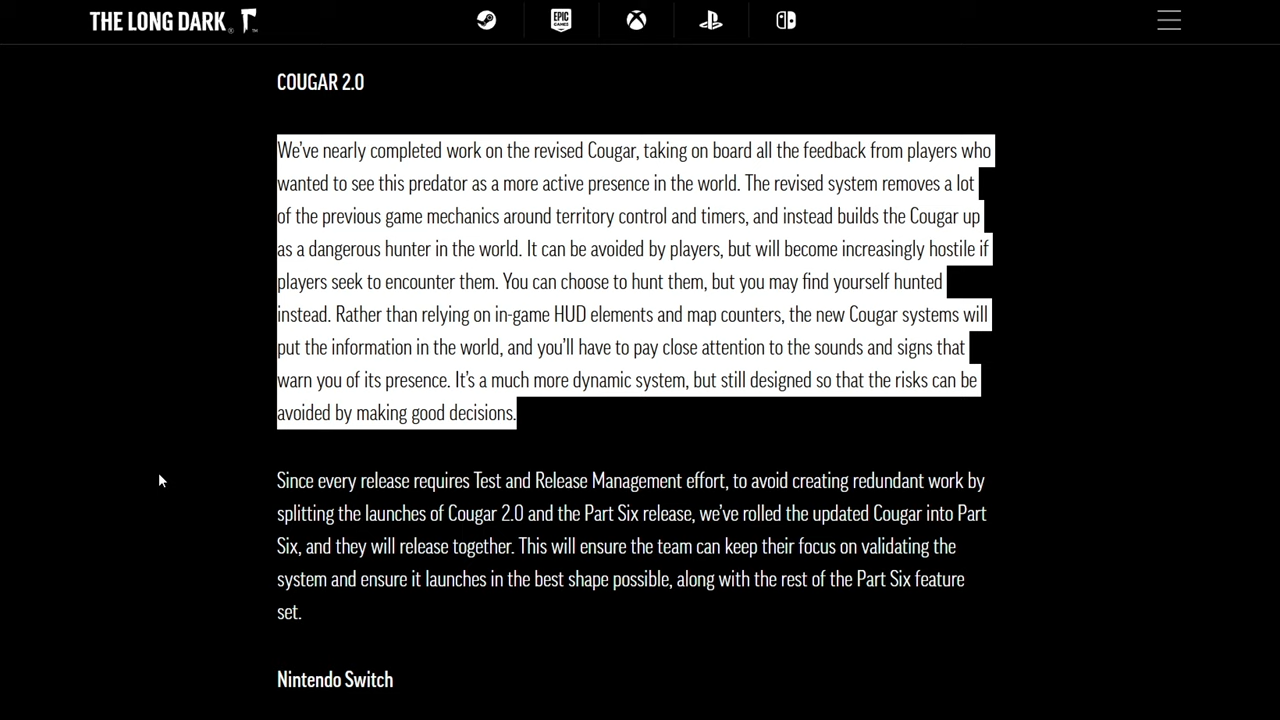 THE LONG DARK
EPIC GAMES
COUGAR 2.0
We've nearly completed work on the revised Cougar, taking on board all the feedback from players who
wanted to see this predator as a more active presence in the world. The revised system removes a lot
of the previous game mechanics around territory control and timers, and instead builds the Cougar up
as a dangerous hunter in the world. It can be avoided by players, but will become increasingly hostile if
players seek to encounter them. You can choose to hunt them, but you may find yourself hunted
instead. Rather than relying on in-game HUD elements and map counters, the new Cougar systems will
put the information in the world, and you'll have to pay close attention to the sounds and signs that
warn you of its presence. It's a much more dynamic system, but still designed so that the risks can be
avoided by making good decisions.
Since every release requires Test and Release Management effort, to avoid creating redundant work by
splitting the launches of Cougar 2.0 and the Part Six release, we've rolled the updated Cougar into Part
Six, and they will release together. This will ensure the team can keep their focus on validating the
system and ensure it launches in the best shape possible, along with the rest of the Part Six feature
set.
Nintendo Switch